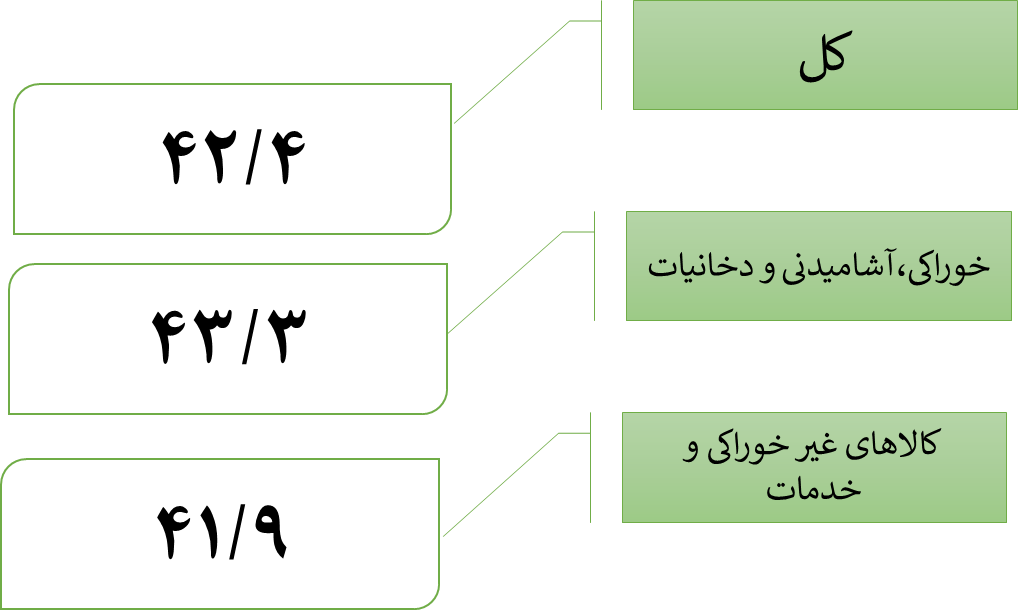 کل
۴۲/۴
خوراکی،آشامیدنی و دخانیات
۴۳/۳
کالاهای غیر خوراکی و
خدمات
۴۱/۹